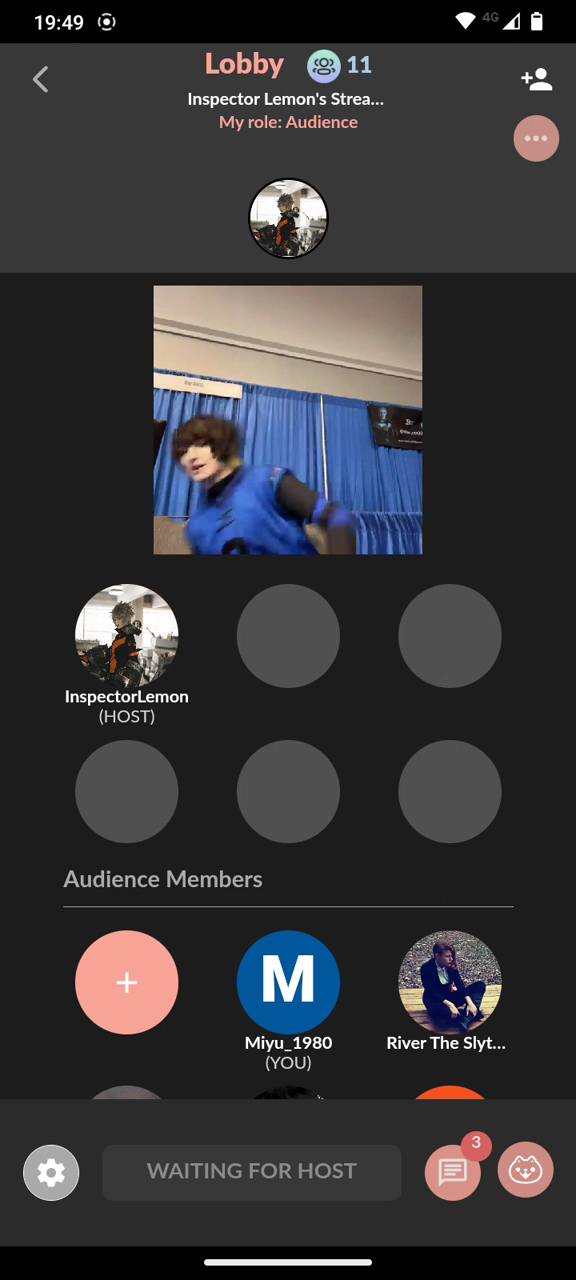 19:49
4G
Lobby
11
Inspector Lemon's Strea...
My role: Audience
InspectorLemon
(HOST)
Audience Members
M
Miyu_1980
(YOU)
River The Slyt...
3
WAITING FOR HOST